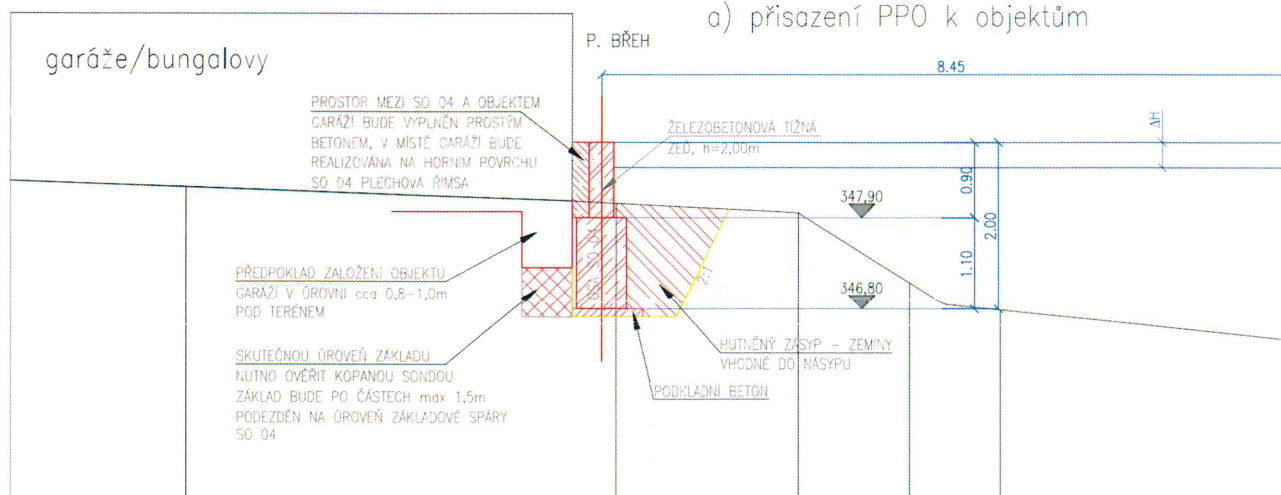 a) přisazení PPO k objektům
garáže/bungalovy
P. BŘEH
8.45
PROSTOR MEZI SO 04 A OBJEKTEM
GARÁŽÍ BUDE VYPLNĚN PROSTÝM
BETONEM, V MÍSTĚ GARÁŽÍ BUDE
REALIZOVÁNA NA HORNÍM POVRCHU
SO 04 PLECHOVÁ ŘÍMSA
ŽELEZOBETONOVÁ TÍŽNÁ
ZEĎ, h=2,00m
ΔH
0.90
347,90
2.00
1.10
346,80
OSA SO 04
2:1
PŘEDPOKLAD ZALOŽENÍ OBJEKTU
GARÁŽÍ V ÚROVNI cca 0,8-1,0m
POD TERÉNEM
SKUTEČNOU ÚROVEŇ ZÁKLADU
NUTNO OVĚŘIT KOPANOU SONDOU
ZÁKLAD BUDE PO ČÁSTECH max 1,5m
PODEZDĚN NA ÚROVEŇ ZÁKLADOVÉ SPÁRY
SO 04
HUTNĚNÝ ZÁSYP - ZEMINY
VHODNÉ DO NÁSYPU
PODKLADNÍ BETON